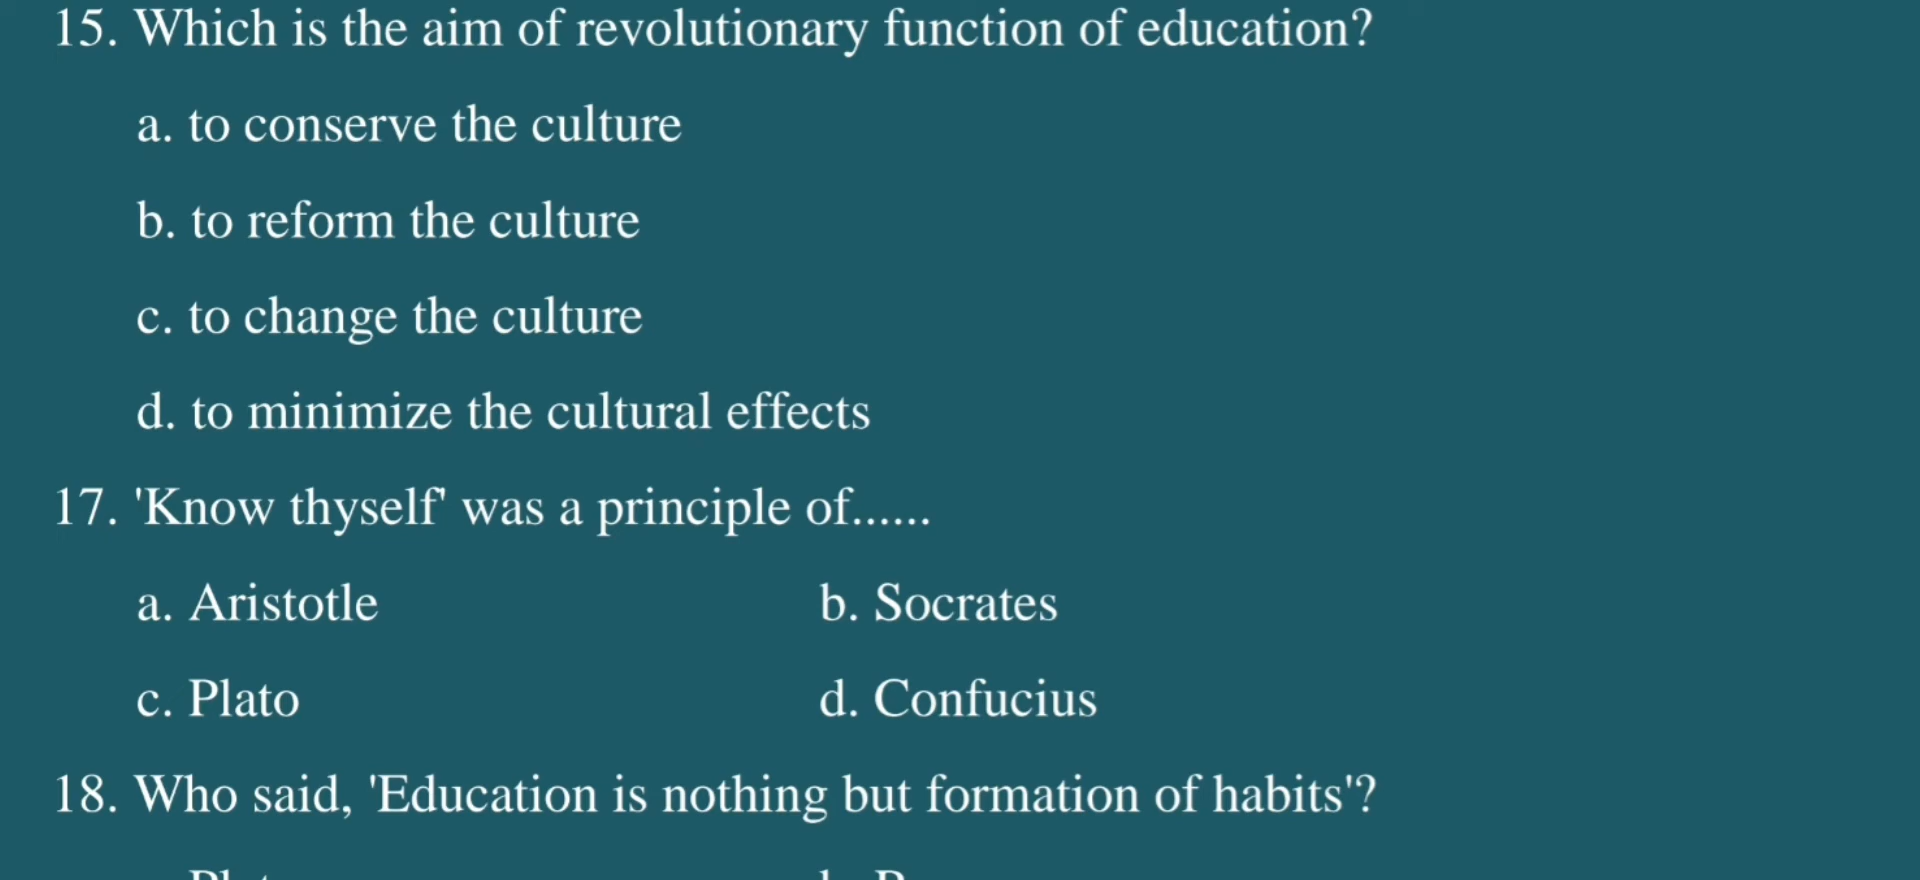 15. Which is the aim of revolutionary function of education?
a. to conserve the culture
b. to reform the culture
c. to change the culture
d. to minimize the cultural effects
17. 'Know thyself' was a principle of......
a. Aristotle b. Socrates
c. Plato d. Confucius
18. Who said, 'Education is nothing but formation of habits'?